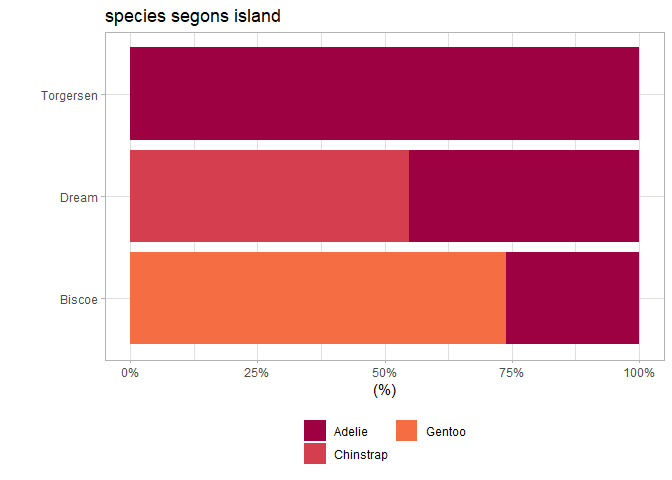 species segons island
Torgersen
Dream
Biscoe
0% 25% 50% 75% 100%
(%)
Adelie Gentoo
Chinstrap